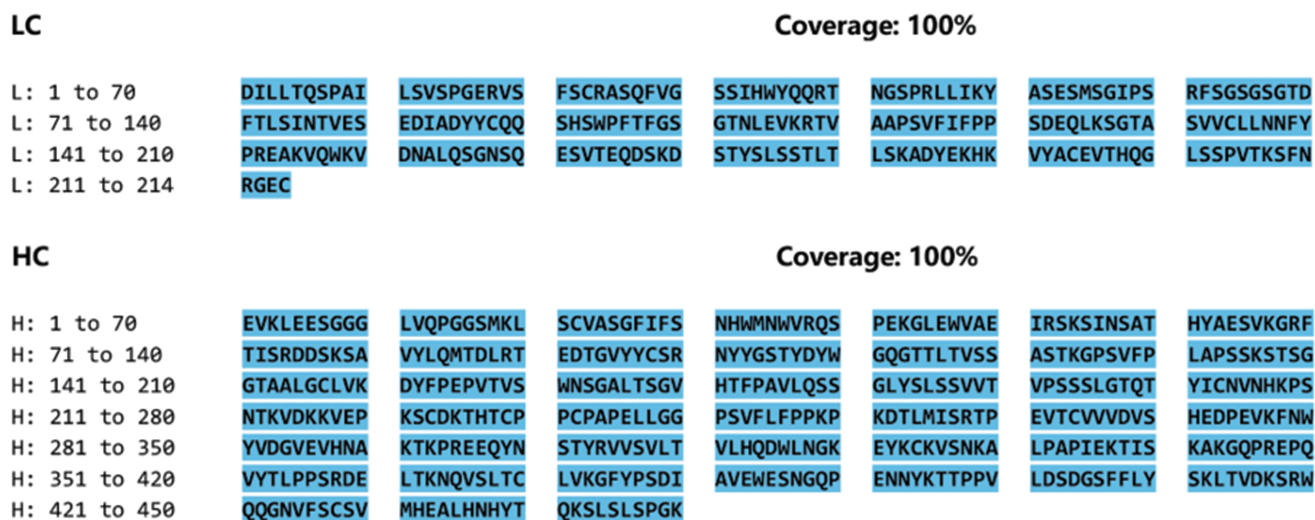 LC Coverage: 100%
L: 1 to 70 DILLTQSPAI LSVSPGERVS FSCRASQFVG SSIHWYQQRT NGSPRLLIKY ASESMSGIPS RFSGSGSGTD
L: 71 to 140 FTLSINTVES EDIADYYCQQ SHSWPFTFGS GTNLEVKRTV AAPSVFIFPP SDEQLKSGTA SVVCLLNNFY
L: 141 to 210 PREAKVQWKV DNALQSGNSQ ESVTEQDSKD STYSLSSTLT LSKADYEKHK VYACEVTHQG LSSPVTKSFN
L: 211 to 214 RGEC
HC Coverage: 100%
H: 1 to 70 EVKLEESGGG LVQPGGSMKL SCVASGFIFS NHWMNWVRQS PEKGLEWVAE IRSKSINSAT HYAESVKGRF
H: 71 to 140 TISRDDSKSA VYLQMTDLRT EDTGVYYCSR NYYGSTYDYW GQGTTLTVSS ASTKGPSVFP LAPSSKSTSG
H: 141 to 210 GTAALGCLVK DYFPEPVTVS WNSGALTSGV HTFPAVLQSS GLYSLSSVVT VPSSSLGTQT YICNVNHKPS
H: 211 to 280 NTKVDKKVEP KSCDKTHTCP PCPAPELLGG PSVFLFPPKP KDTLMISRTP EVTCVVVDVS HEDPEVKFNW
H: 281 to 350 YVDGVEVHNA KTKPREEQYN STYRVVSVLT VLHQDWLNGK EYKCKVSNKA LPAPIEKTIS KAKGQPREPQ
H: 351 to 420 VYTLPPSRDE LTKNQVSLTC LVKGFYPSDI AVEWESNGQP ENNYKTTPPV LDSDGSFFLY SKLTVDKSRW
H: 421 to 450 QQGNVFSCSV MHEALHNHYT QKSLSLSPGK